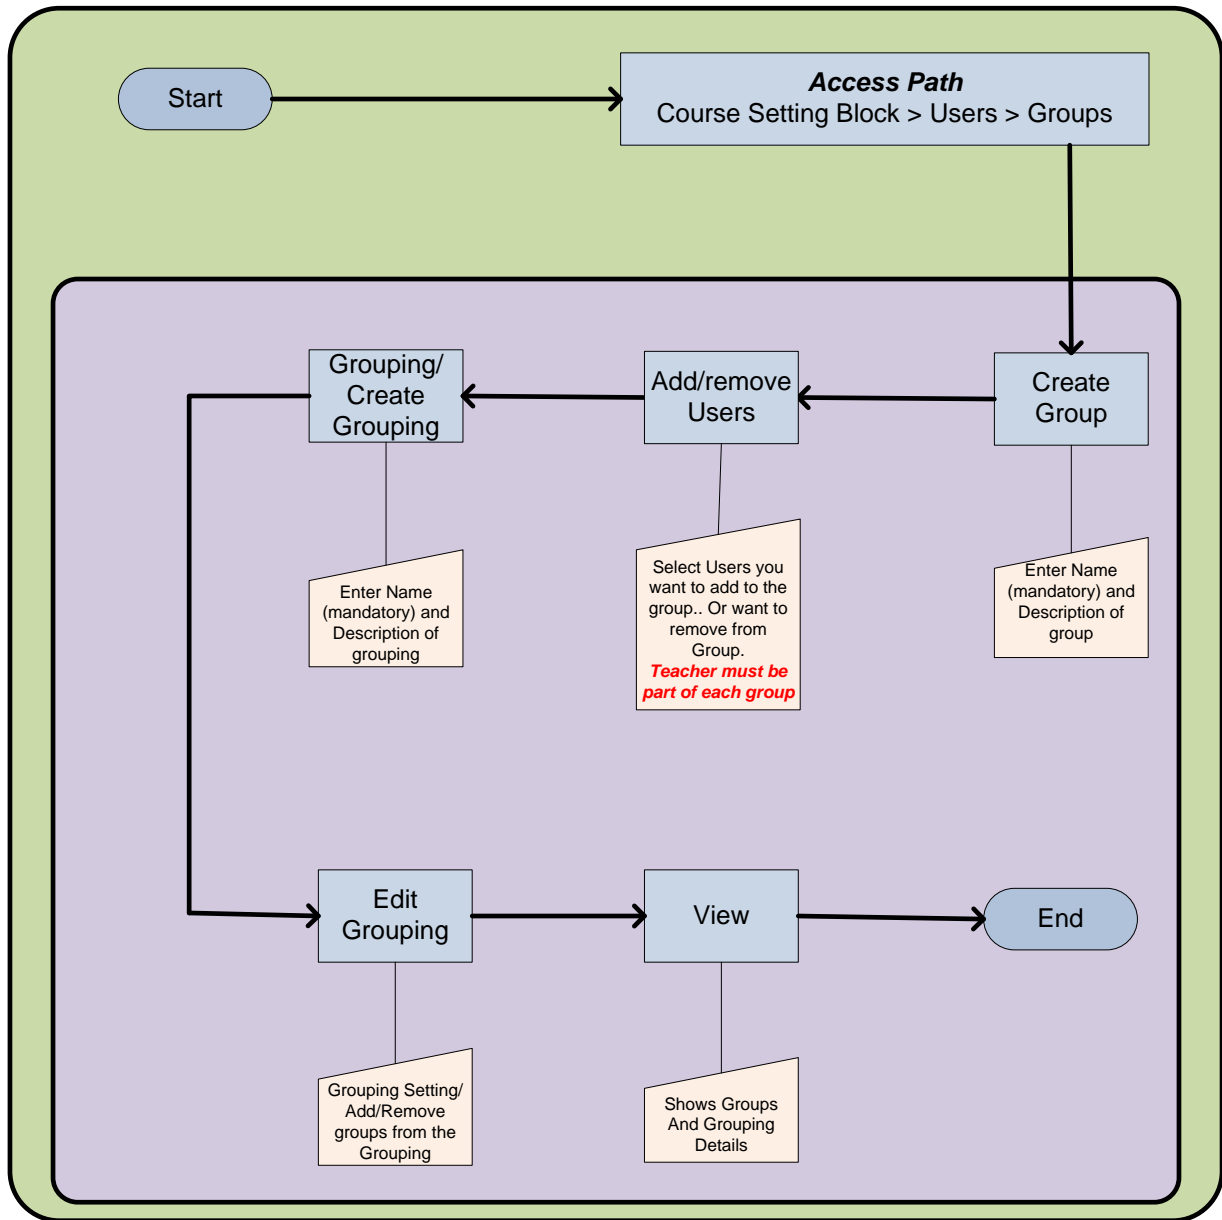 Start
Access Path
Course Setting Block > Users > Groups
Grouping/
Create
Grouping
Add/remove
Users
Create
Group
Enter Name
(mandatory) and
Description of
grouping
Select Users you
want to add to the
group.. Or want to
remove from
Group.
Teacher must be
part of each group
Enter Name
(mandatory) and
Description of
group
Edit
Grouping
View
End
Grouping Setting/
Add/Remove
groups from the
Grouping
Shows Groups
And Grouping
Details